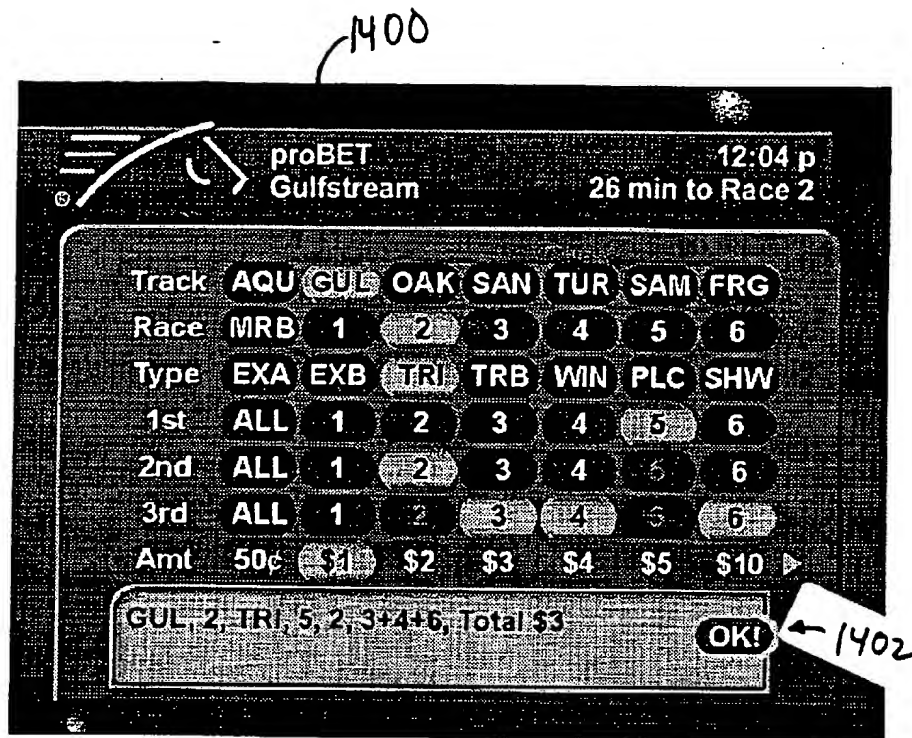 1400
proBET 12:04 p
Gulfstream 26 min to Race 2
®
Track AQU GUL OAK SAN TUR SAM FRG
Race MRB 1 2 3 4 5 6
Type EXA EXB TRI TRB WIN PLC SHW
1st ALL 1 2 3 4 5 6
2nd ALL 1 2 3 4 5 6
3rd ALL 1 2 3 4 5 6
Amt 50¢ $1 $2 $3 $4 $5 $10
GUL, 2, TRI, 5, 2, 3+4+6, Total $3
OK! 1402